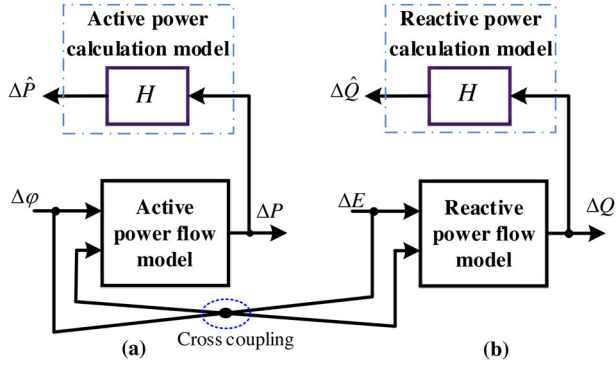 Active power
calculation model
ΔP̂
H
Δφ
Active
power flow
model
ΔP
Reactive power
calculation model
ΔQ̂
H
ΔE
Reactive
power flow
model
ΔQ
Cross coupling
(a)
(b)